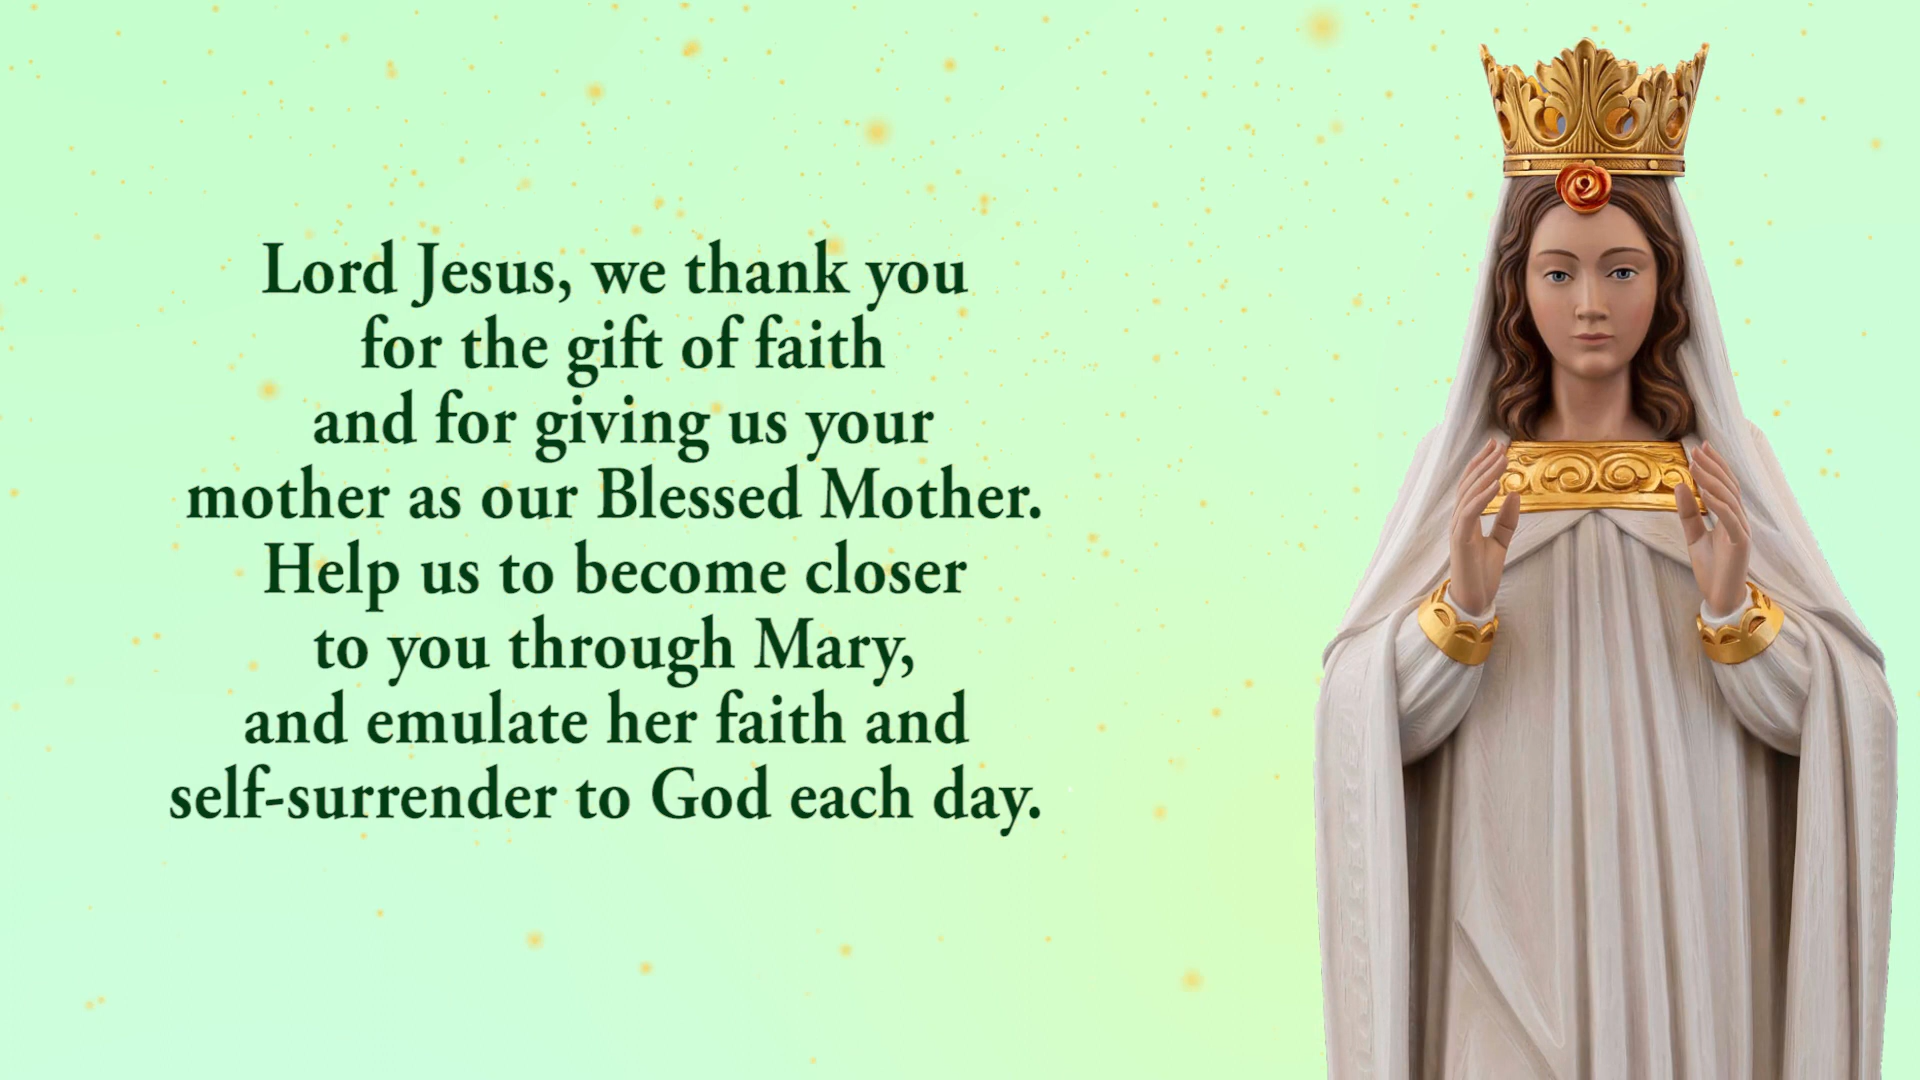 Lord Jesus, we thank you
for the gift of faith
and for giving us your
mother as our Blessed Mother.
Help us to become closer
to you through Mary,
and emulate her faith and
self-surrender to God each day.